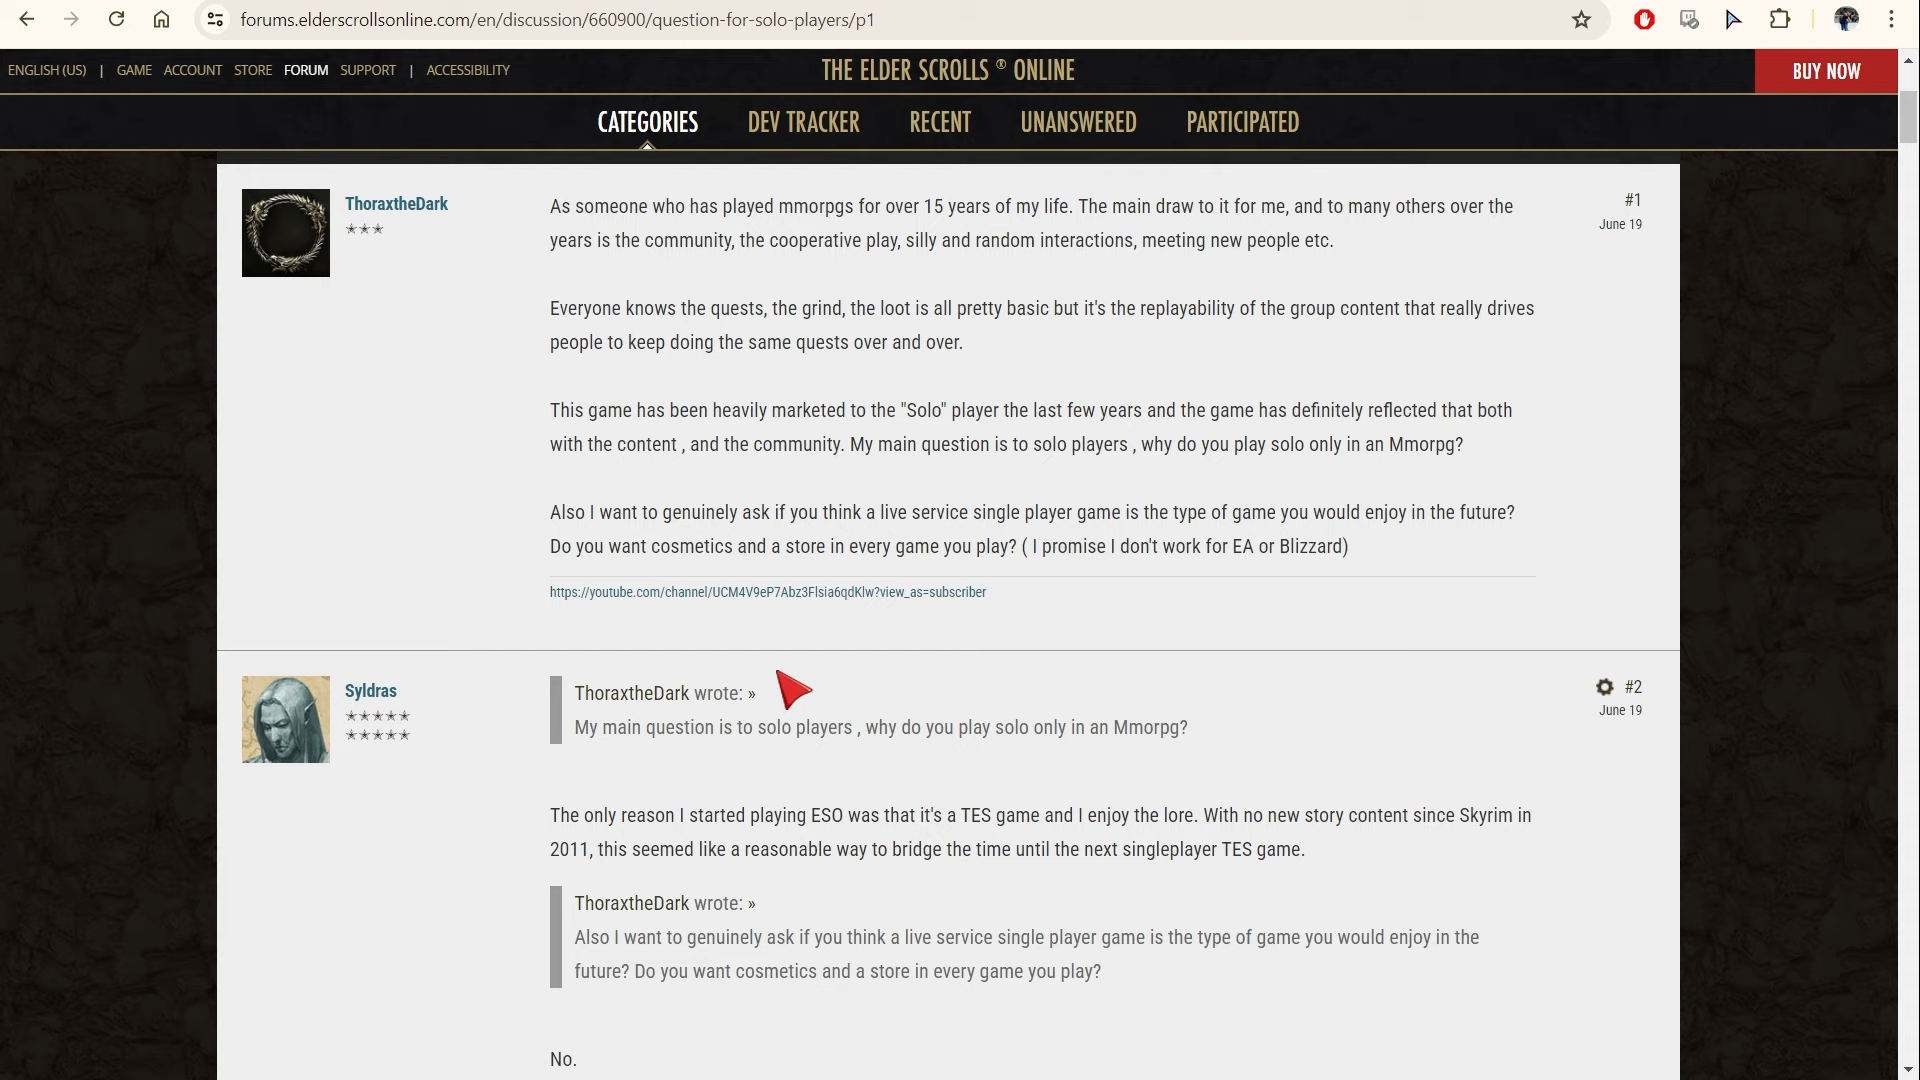 forums.elderscrollsonline.com/en/discussion/660900/question-for-solo-players/p1
ENGLISH (US) | GAME ACCOUNT STORE FORUM SUPPORT | ACCESSIBILITY
THE ELDER SCROLLS ® ONLINE
BUY NOW
CATEGORIES DEV TRACKER RECENT UNANSWERED PARTICIPATED
ThoraxtheDark
#1
June 19
As someone who has played mmorpgs for over 15 years of my life. The main draw to it for me, and to many others over the
years is the community, the cooperative play, silly and random interactions, meeting new people etc.
Everyone knows the quests, the grind, the loot is all pretty basic but it's the replayability of the group content that really drives
people to keep doing the same quests over and over.
This game has been heavily marketed to the "Solo" player the last few years and the game has definitely reflected that both
with the content , and the community. My main question is to solo players , why do you play solo only in an Mmorpg?
Also I want to genuinely ask if you think a live service single player game is the type of game you would enjoy in the future?
Do you want cosmetics and a store in every game you play? ( I promise I don't work for EA or Blizzard)
https://youtube.com/channel/UCM4V9eP7Abz3Flsia6qdKlw?view_as=subscriber
Syldras
#2
June 19
ThoraxtheDark wrote: »
My main question is to solo players , why do you play solo only in an Mmorpg?
The only reason I started playing ESO was that it's a TES game and I enjoy the lore. With no new story content since Skyrim in
2011, this seemed like a reasonable way to bridge the time until the next singleplayer TES game.
ThoraxtheDark wrote: »
Also I want to genuinely ask if you think a live service single player game is the type of game you would enjoy in the
future? Do you want cosmetics and a store in every game you play?
No.